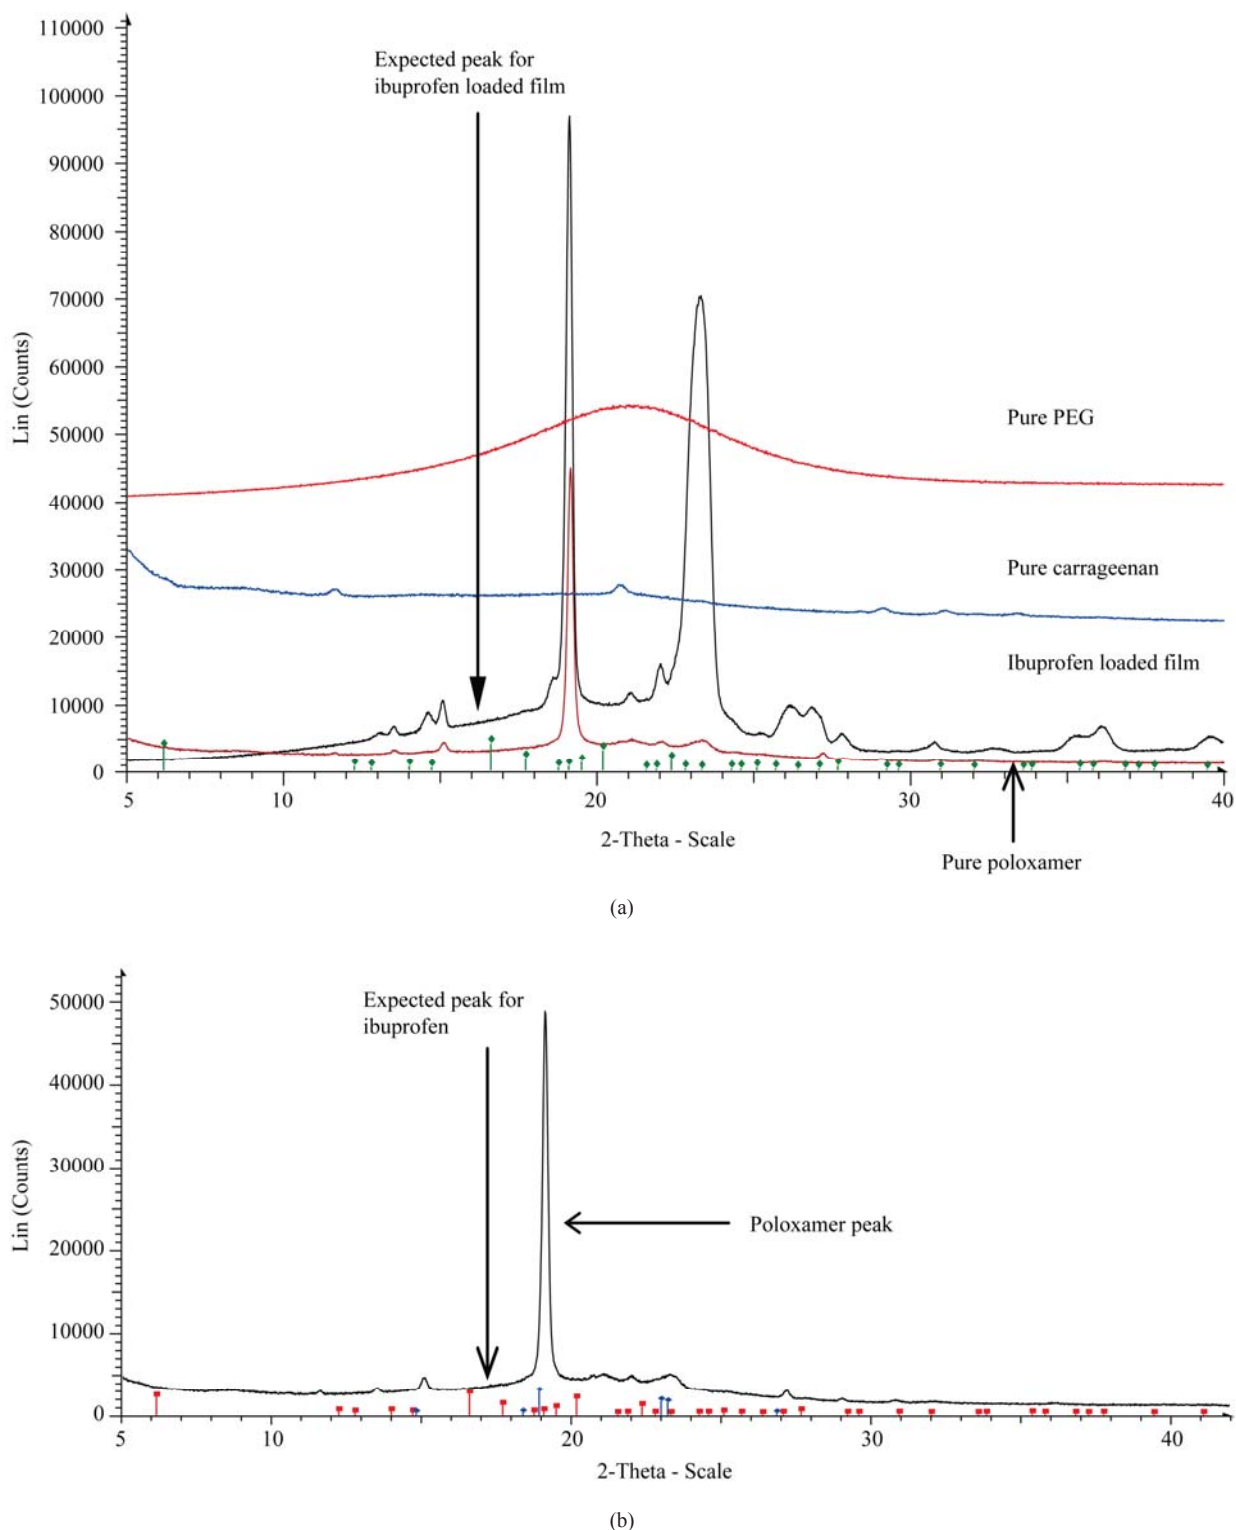 110000
Expected peak for
ibuprofen loaded film
100000
90000
80000
70000
60000
Lin (Counts)
50000
Pure PEG
40000
30000
Pure carrageenan
20000
Ibuprofen loaded film
10000
0
5 10 20 30 40
2-Theta - Scale
Pure poloxamer
(a)
Expected peak for
ibuprofen
50000
40000
30000
Lin (Counts)
Poloxamer peak
20000
10000
0
5 10 20 30 40
2-Theta - Scale
(b)